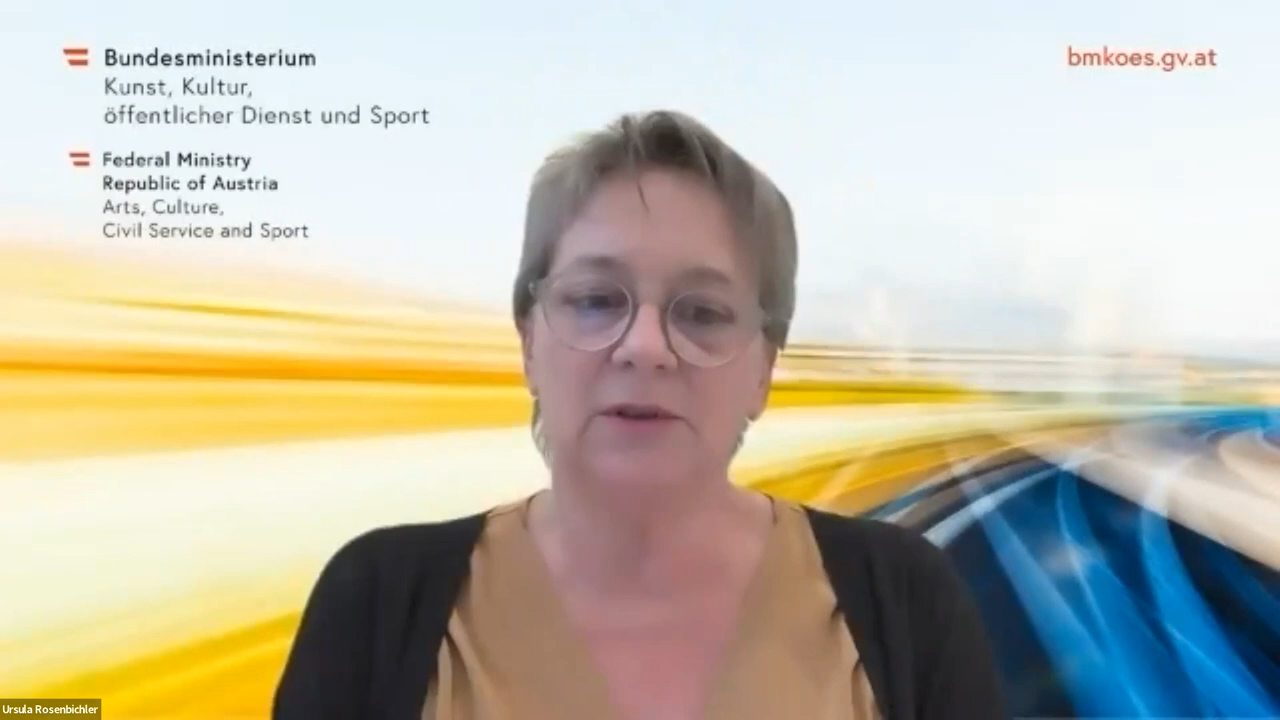 Bundesministerium
Kunst, Kultur,
öffentlicher Dienst und Sport
Federal Ministry
Republic of Austria
Arts, Culture,
Civil Service and Sport
bmkoes.gv.at
Ursula Rosenbichler